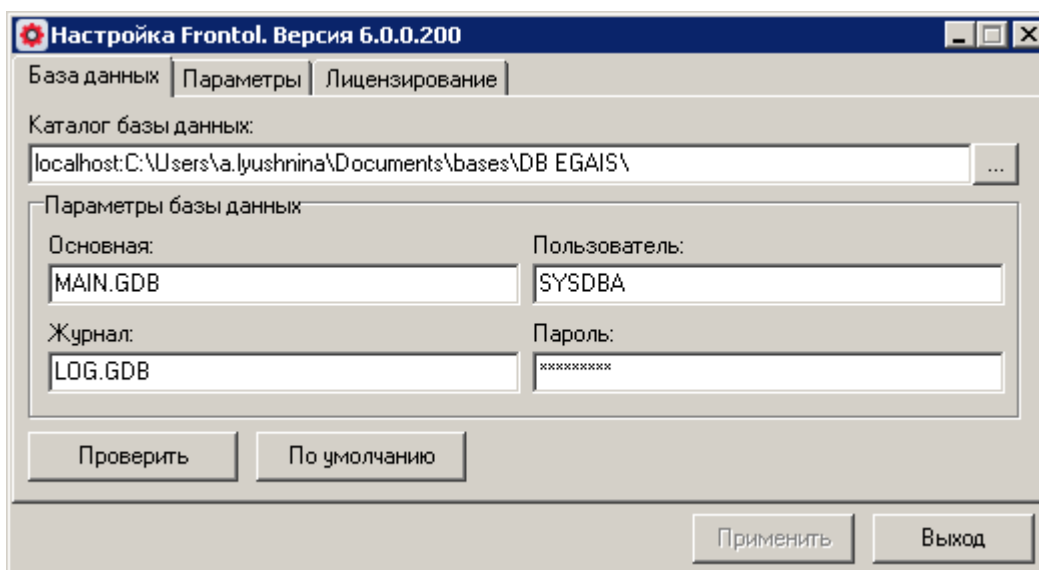 Настройка Frontol. Версия 6.0.0.200
База данных Параметры Лицензирование
Каталог базы данных:
localhost:C:\Users\a.lyushnina\Documents\bases\DB EGAIS\ ...
Параметры базы данных
Основная: Пользователь:
MAIN.GDB SYSDBA
Журнал: Пароль:
LOG.GDB *********
Проверить По умолчанию
Применить Выход